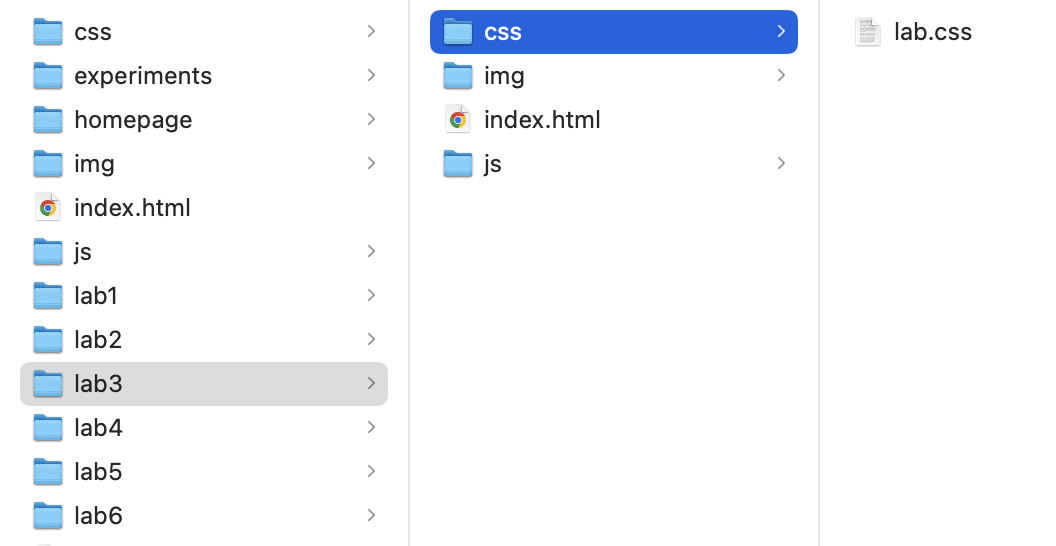 css
experiments
homepage
img
index.html
js
lab1
lab2
lab3
lab4
lab5
lab6
css
img
index.html
js
lab.css